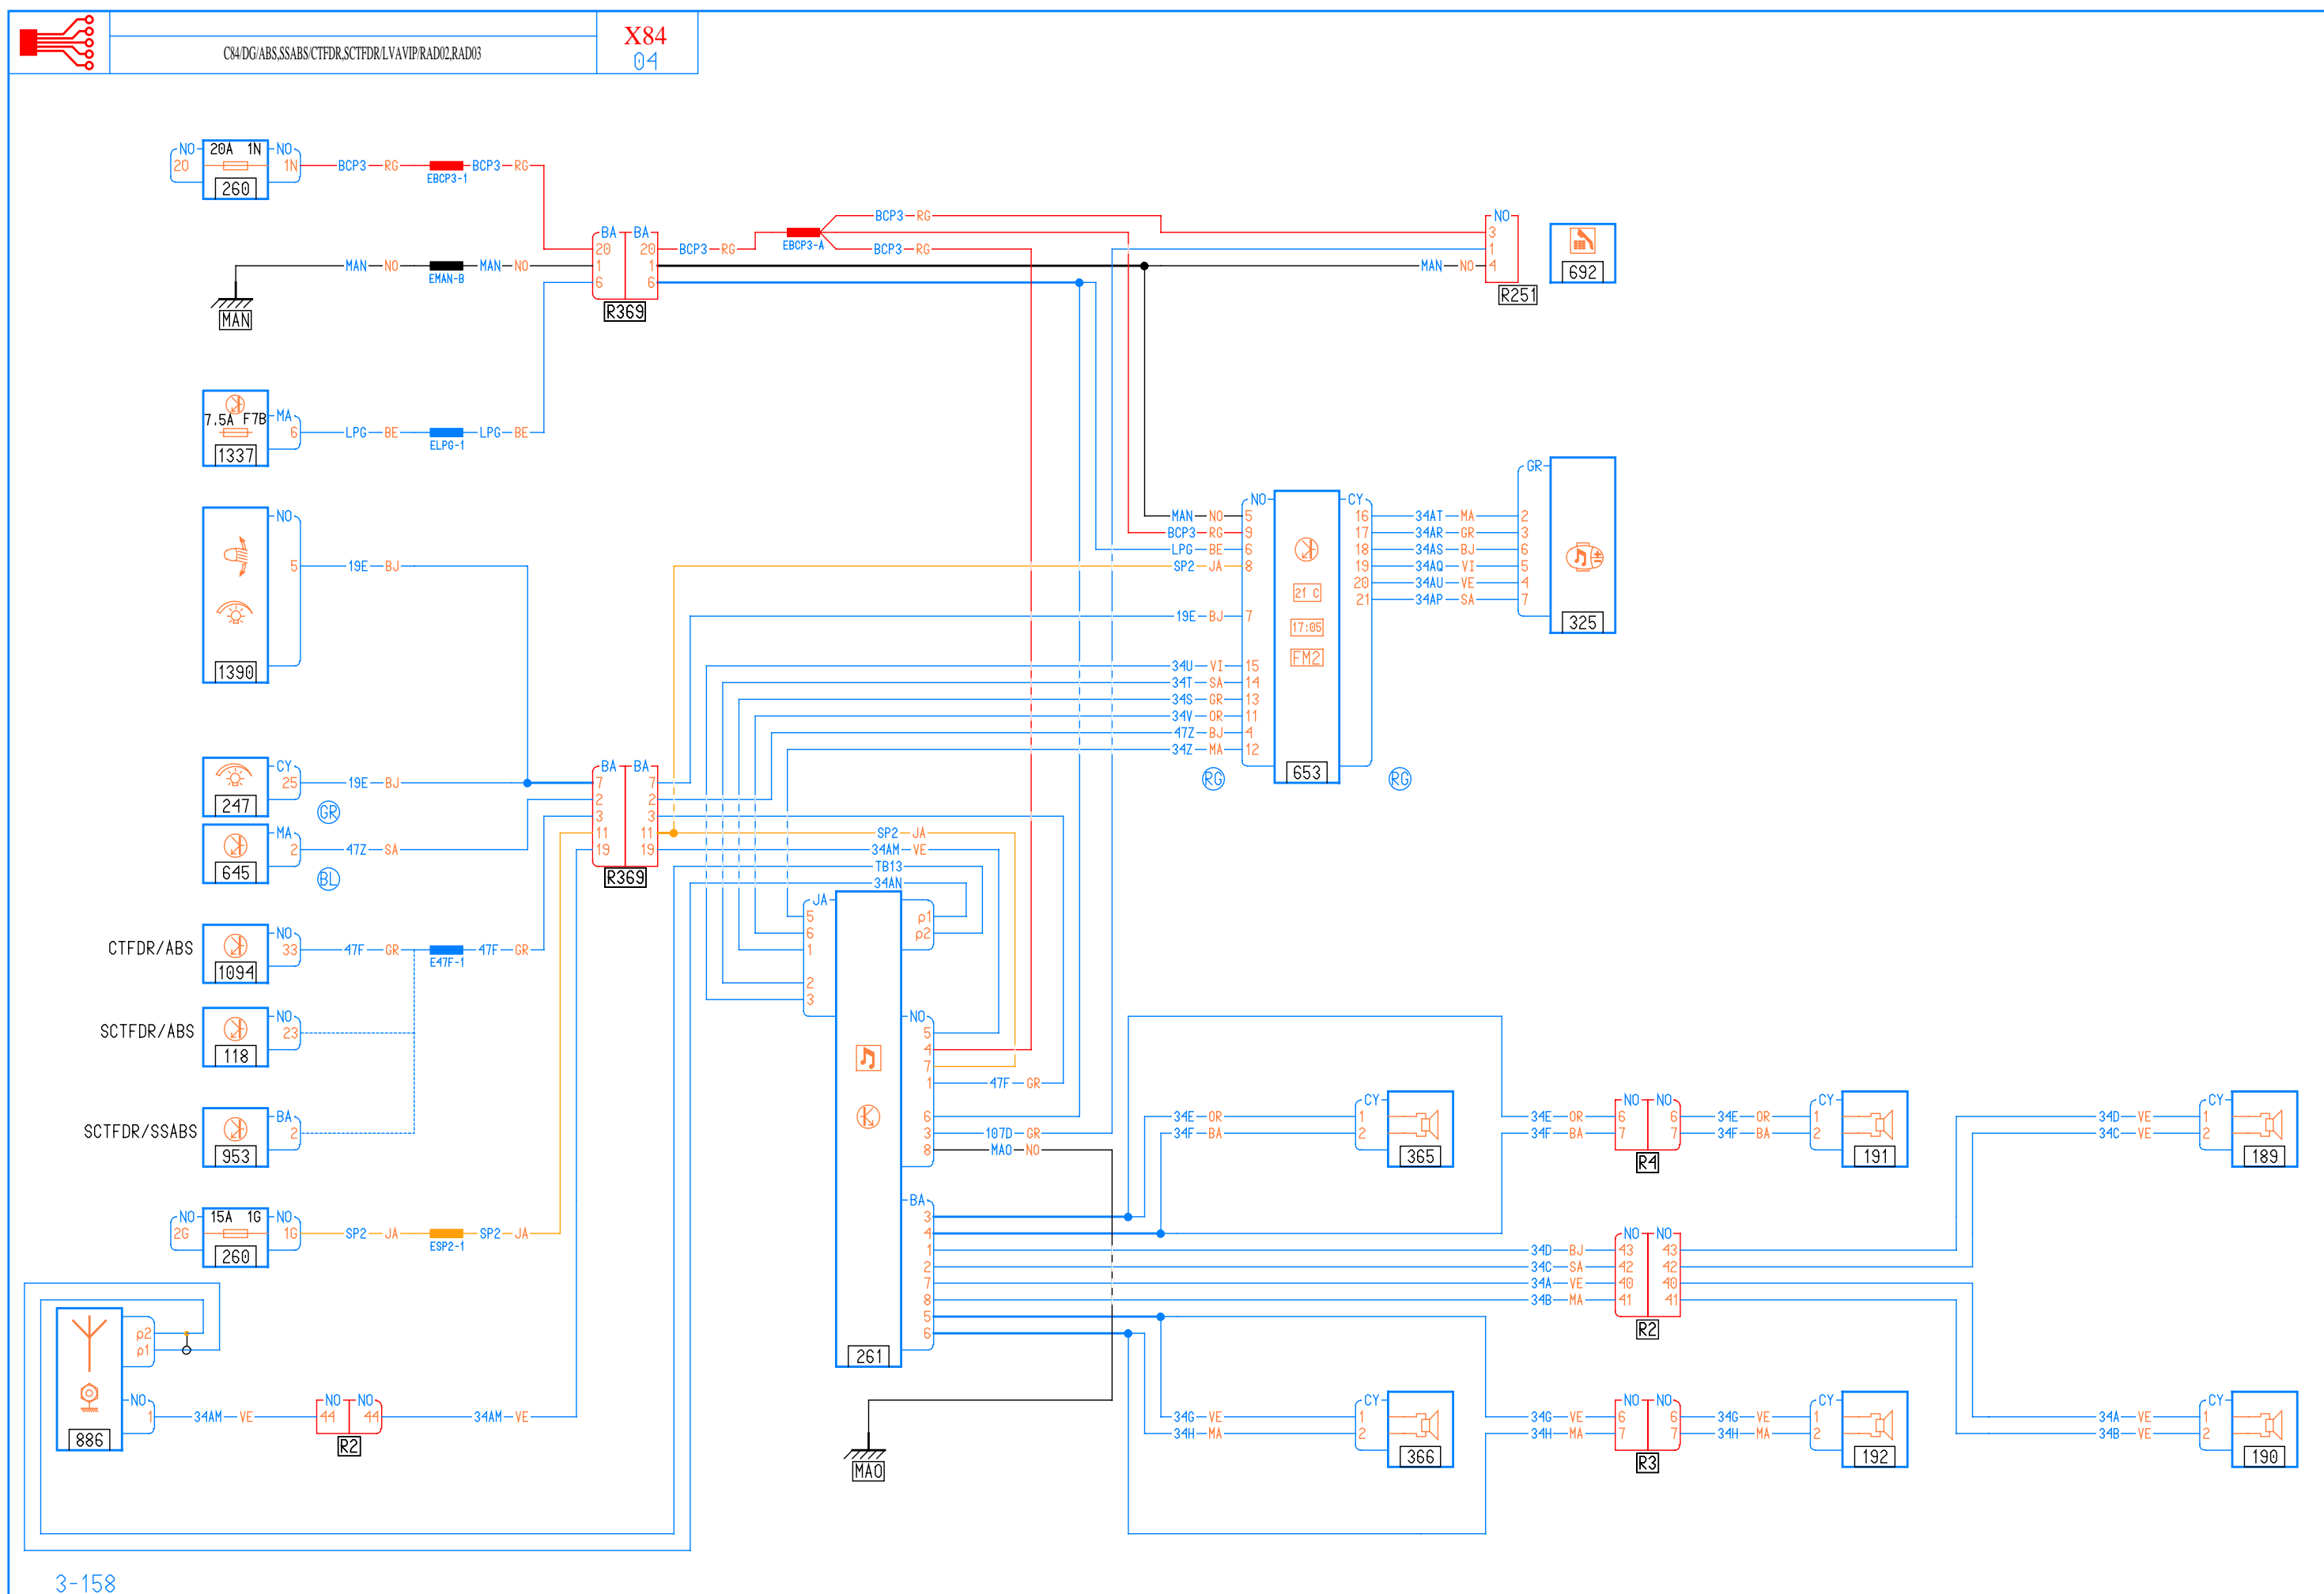 C84/DG/ABS,SSABS/CTFDR,SCTFDR/LVAVIP/RAD02,RAD03
X84
04
NO 20A 1N NO
20 1N BCP3 RG BCP3 RG
EBCP3-1
260
BCP3 RG
NO
BA BA
3
20 20 BCP3 RG EBCP3-A BCP3 RG 1
MAN NO MAN NO 1 1 MAN NO 4
EMAN-B
6 6
692
R251
R369
MAN
7.5A F7B MA
6 LPG BE LPG BE
ELPG-1
1337
GR
NO CY
NO
MAN NO 5 16 34AT MA 2
BCP3 RG 9 17 34AR GR 3
LPG BE 6 18 34AS BJ 6
5 19E BJ SP2 JA 8 19 34AQ VI 5
20 34AU VE 4
21 C
21 34AP SA 7
19E BJ 7
17:05
325
FM2
34U VI 15
1390
34T SA 14
34S GR 13
34V OR 11
47Z BJ 4
34Z MA 12
653
RG RG
CY BA BA
25 19E BJ 7 7
247 2 2
GR 3 3
MA 11 11 SP2 JA
2 47Z SA 19 19 34AM VE
TB13
645 BL R369
34AN
JA
5 p1
NO 6 p2
CTFDR/ABS 33 47F GR 47F GR 1
E47F-1
1094 2
3
NO NO
SCTFDR/ABS 23 5
4
118 7
1 47F GR
CY NO NO CY CY
BA 6 34E OR 1 34E OR 6 6 34E OR 1 34D VE 1
SCTFDR/SSABS 2 3 107D GR 34F BA 2 34F BA 7 7 34F BA 2 34C VE 2
8 MAO NO
953 365 R4 191 189
BA
NO 15A 1G NO 3
2G 1G SP2 JA SP2 JA 4 NO NO
ESP2-1
260 1 34D BJ 43 43
2 34C SA 42 42
7 34A VE 40 40
8 34B MA 41 41
5
p2 6 R2
p1
261
NO NO NO CY NO NO CY CY
1 34AM VE 44 44 34AM VE 34G VE 1 34G VE 6 6 34G VE 1 34A VE 1
34H MA 2 34H MA 7 7 34H MA 2 34B VE 2
886 R2 366 R3 192 190
MAO
3-158